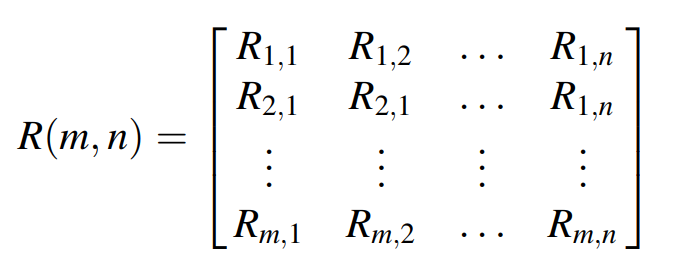 R(m,n) = [ R_{1,1} R_{1,2} … R_{1,n}
R_{2,1} R_{2,1} … R_{1,n}
⋮ ⋮ ⋮ ⋮
R_{m,1} R_{m,2} … R_{m,n} ]